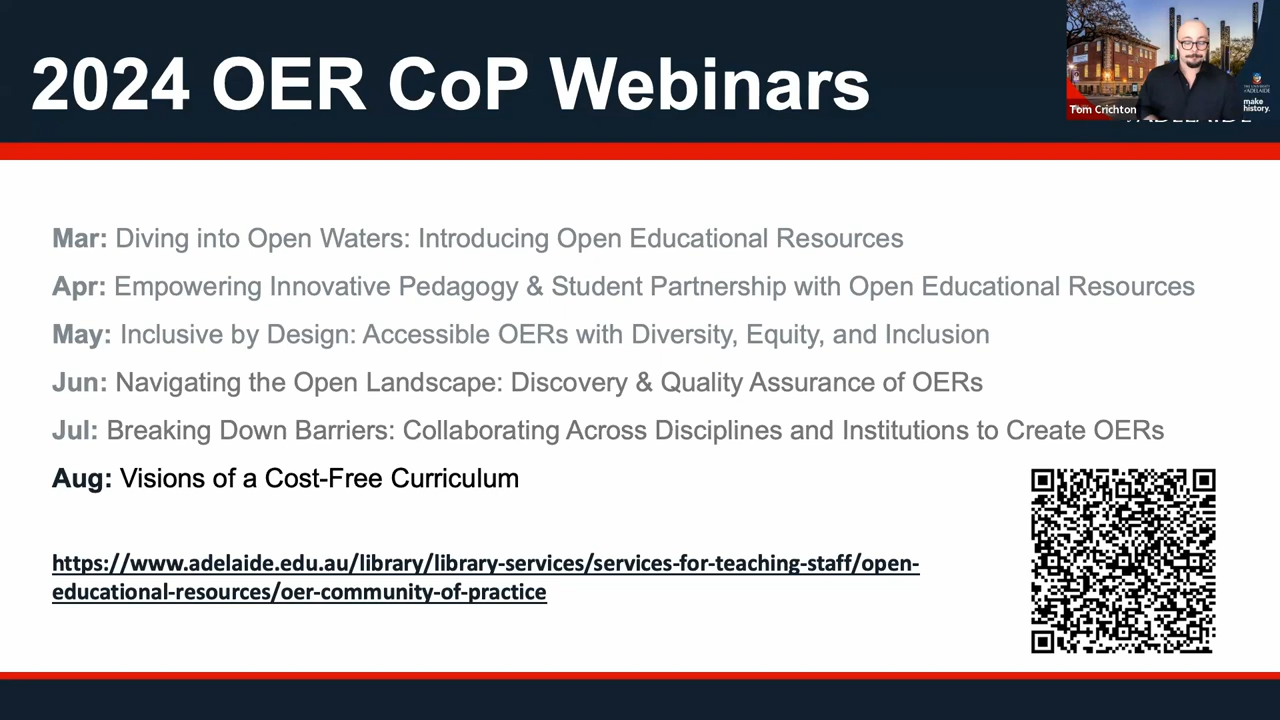 2024 OER CoP Webinars
Tom Crichton
make
history.
Mar: Diving into Open Waters: Introducing Open Educational Resources
Apr: Empowering Innovative Pedagogy & Student Partnership with Open Educational Resources
May: Inclusive by Design: Accessible OERs with Diversity, Equity, and Inclusion
Jun: Navigating the Open Landscape: Discovery & Quality Assurance of OERs
Jul: Breaking Down Barriers: Collaborating Across Disciplines and Institutions to Create OERs
Aug: Visions of a Cost-Free Curriculum
https://www.adelaide.edu.au/library/library-services/services-for-teaching-staff/open-
educational-resources/oer-community-of-practice